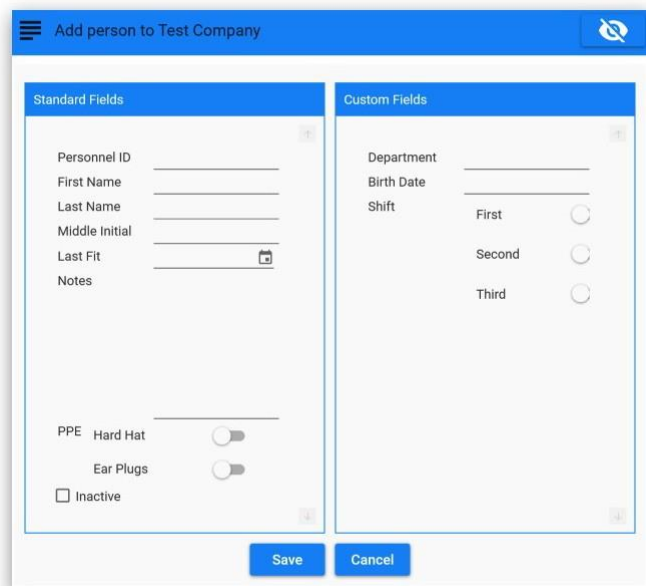 Add person to Test Company
Standard Fields
Personnel ID
First Name
Last Name
Middle Initial
Last Fit
Notes
PPE Hard Hat
Ear Plugs
Inactive
Custom Fields
Department
Birth Date
Shift First
Second
Third
Save Cancel